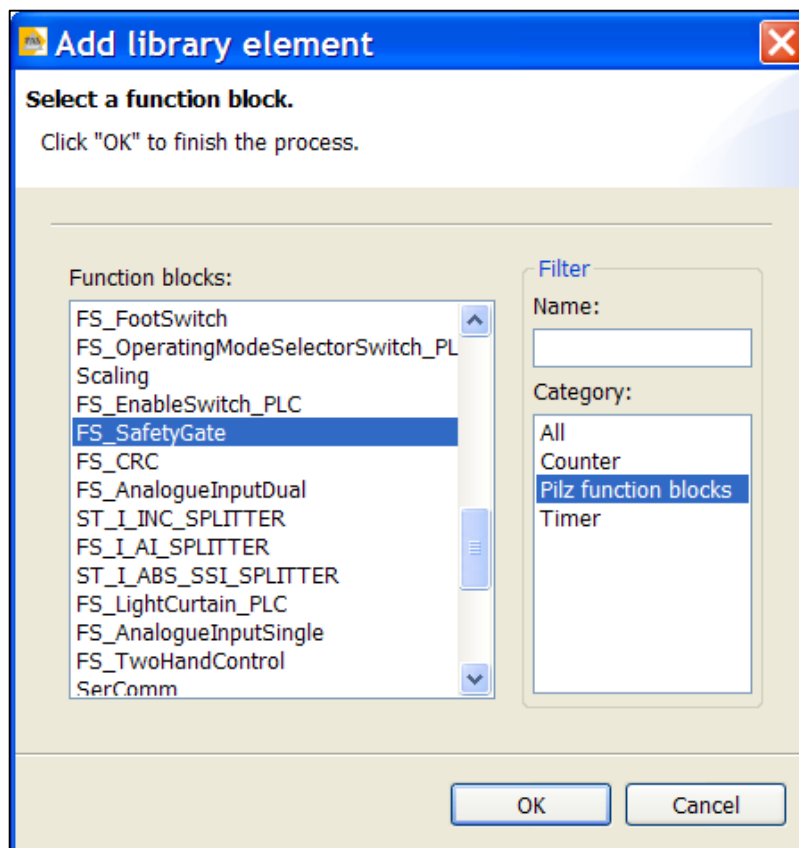 Add library element
Select a function block.
Click "OK" to finish the process.
Function blocks:
FS_FootSwitch
FS_OperatingModeSelectorSwitch_PL
Scaling
FS_EnableSwitch_PLC
FS_SafetyGate
FS_CRC
FS_AnalogueInputDual
ST_I_INC_SPLITTER
FS_I_AI_SPLITTER
ST_I_ABS_SSI_SPLITTER
FS_LightCurtain_PLC
FS_AnalogueInputSingle
FS_TwoHandControl
SerComm
Filter
Name:
Category:
All
Counter
Pilz function blocks
Timer
OK
Cancel